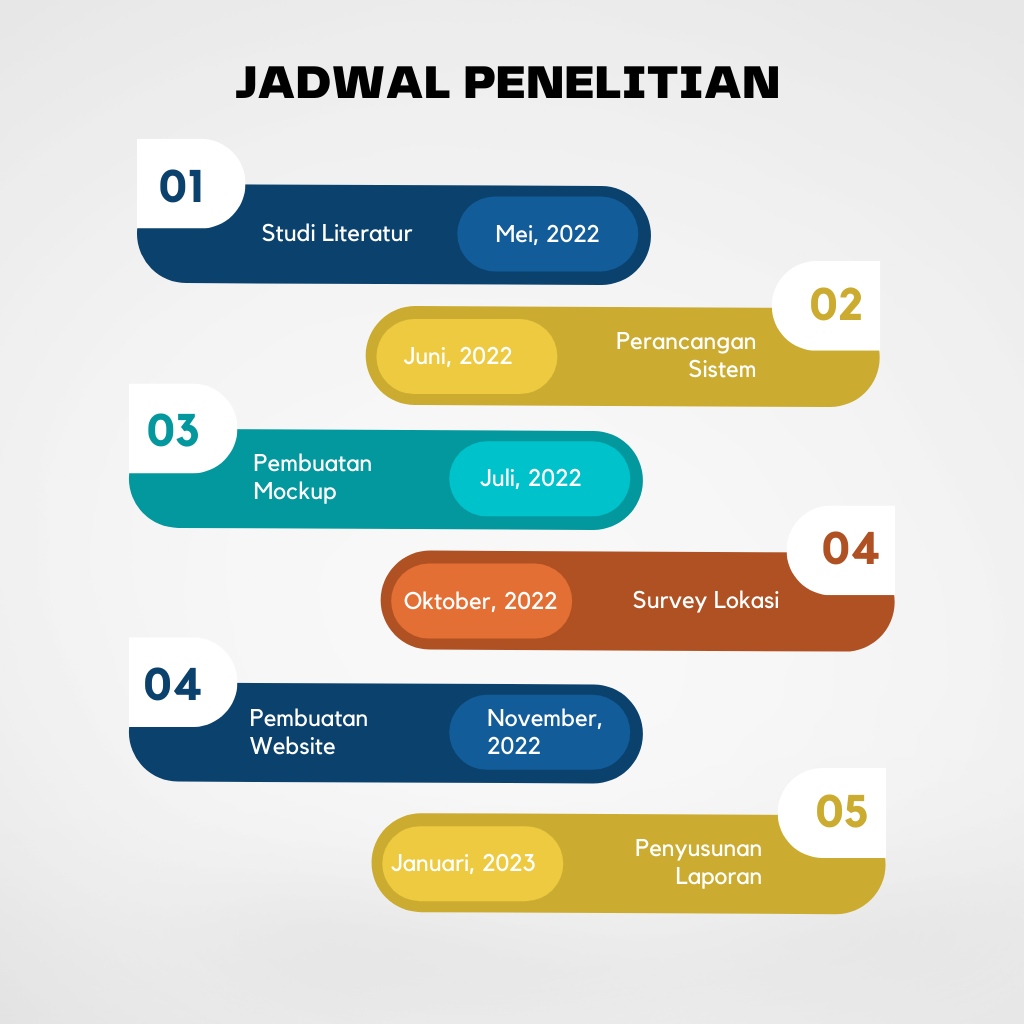 JADWAL PENELITIAN
01
Studi Literatur
Mei, 2022
02
Juni, 2022
Perancangan
Sistem
03
Pembuatan
Mockup
Juli, 2022
04
Oktober, 2022
Survey Lokasi
04
Pembuatan
Website
November,
2022
05
Januari, 2023
Penyusunan
Laporan